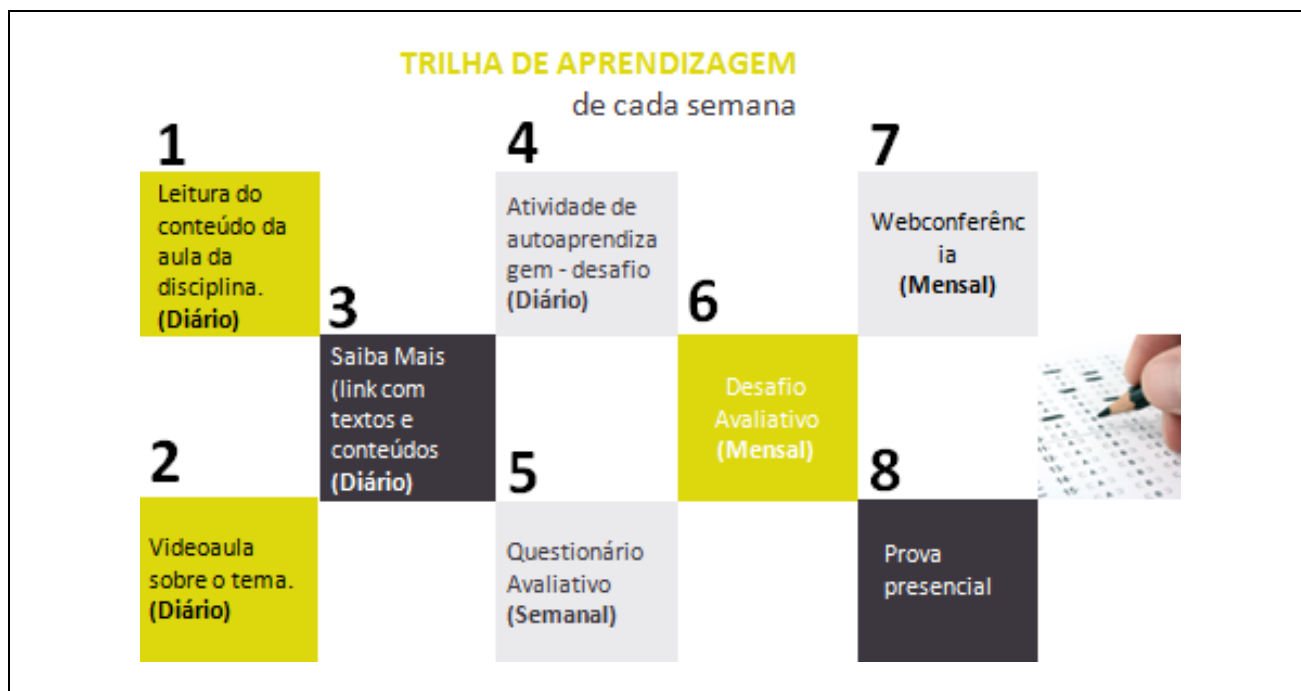 TRILHA DE APRENDIZAGEM
de cada semana
1
Leitura do
conteúdo da
aula da
disciplina.
(Diário)
2
Videoaula
sobre o tema.
(Diário)
3
Saiba Mais
(link com
textos e
conteúdos
(Diário)
4
Atividade de
autoaprendiza
gem - desafio
(Diário)
5
Questionário
Avaliativo
(Semanal)
6
Desafio
Avaliativo
(Mensal)
7
Webconferênc
ia
(Mensal)
8
Prova
presencial